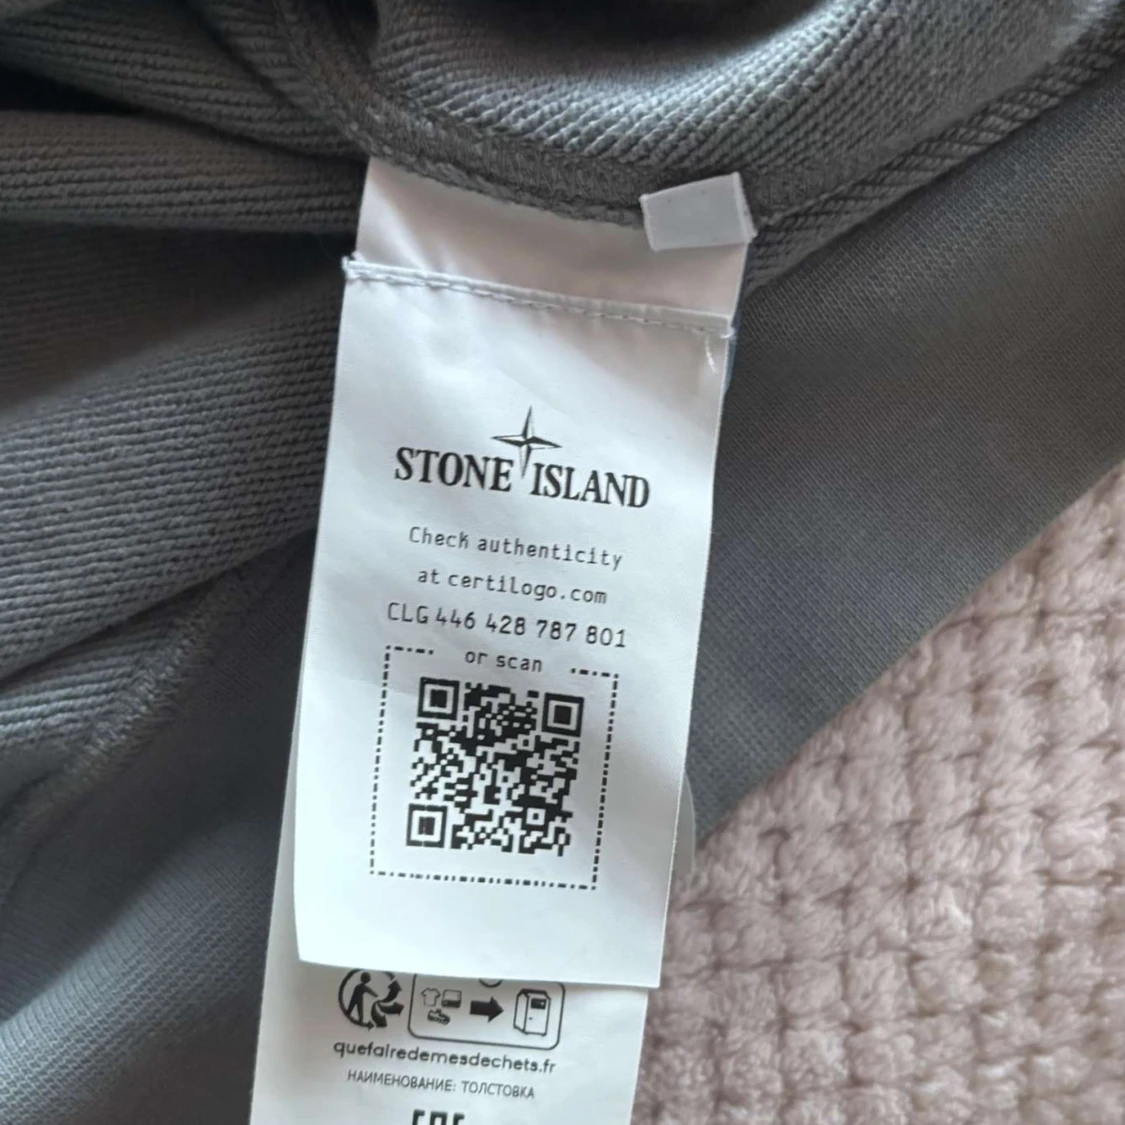 STONE ISLAND
Check authenticity
at certilogo.com
CLG 446 428 787 801
or scan
quefairedemesdechets.fr
НАИМЕНОВАНИЕ: ТОЛСТОВКА